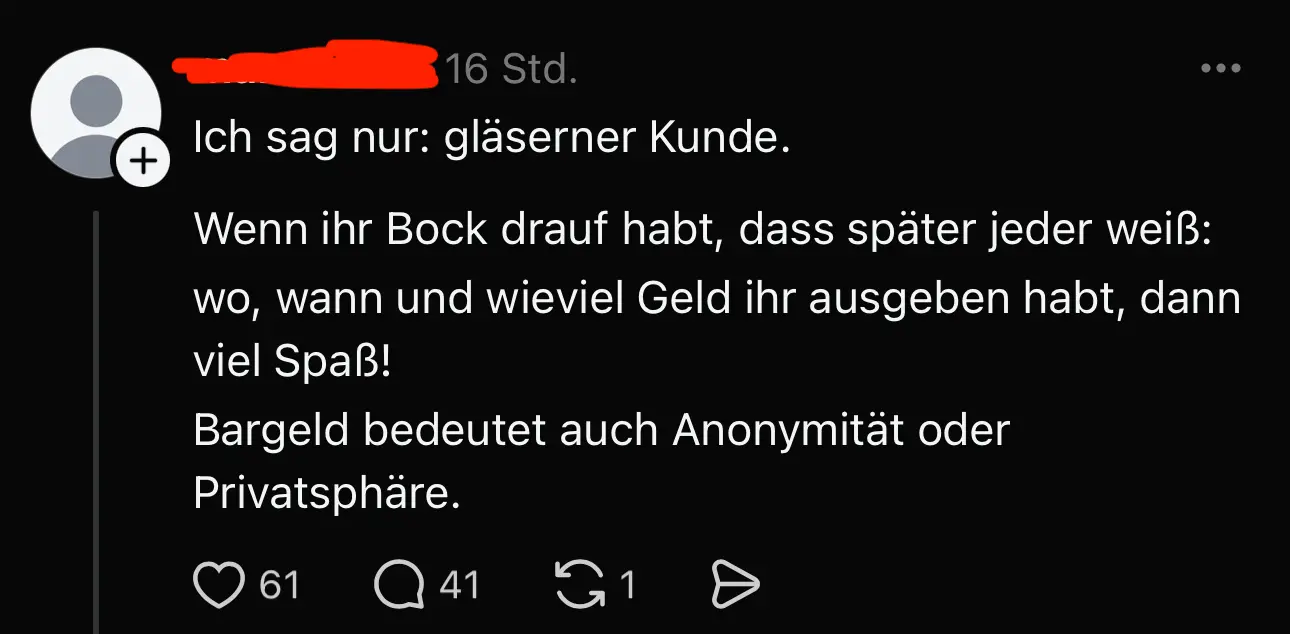 16 Std.
Ich sag nur: gläserner Kunde.
Wenn ihr Bock drauf habt, dass später jeder weiß:
wo, wann und wieviel Geld ihr ausgeben habt, dann
viel Spaß!
Bargeld bedeutet auch Anonymität oder
Privatsphäre.
61 41 1